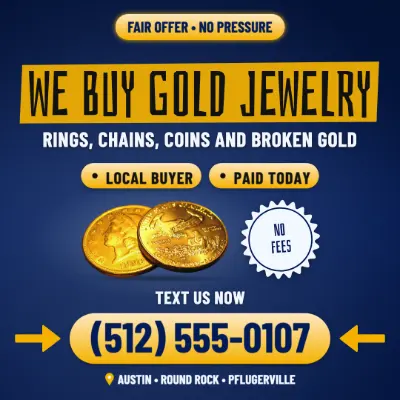 FAIR OFFER • NO PRESSURE
WE BUY GOLD JEWELRY
RINGS, CHAINS, COINS AND BROKEN GOLD
• LOCAL BUYER
• PAID TODAY
NO
FEES
TEXT US NOW
(512) 555-0107
AUSTIN • ROUND ROCK • PFLUGERVILLE